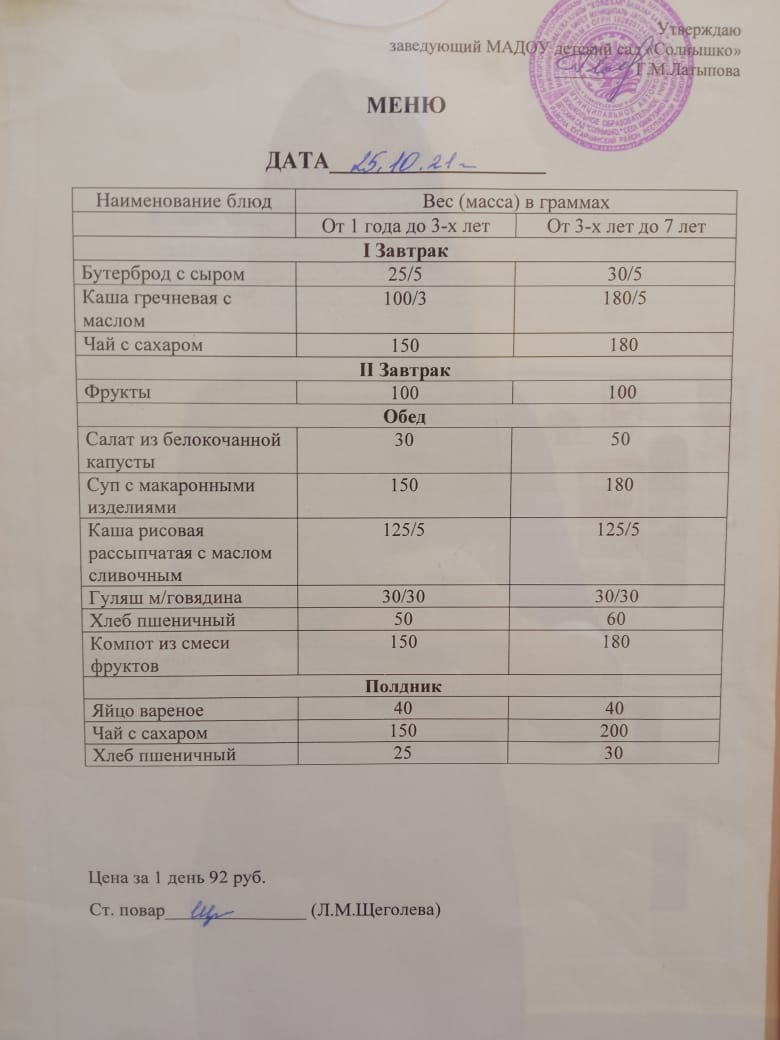 Утверждаю
заведующий МАДОУ детский сад «Солнышко»
Г.М.Латыпова
МЕНЮ
ДАТА 25.10.21г
Наименование блюд Вес (масса) в граммах
От 1 года до 3-х лет От 3-х лет до 7 лет
I Завтрак
Бутерброд с сыром 25/5 30/5
Каша гречневая с 100/3 180/5
маслом
Чай с сахаром 150 180
II Завтрак
Фрукты 100 100
Обед
Салат из белокочанной 30 50
капусты
Суп с макаронными 150 180
изделиями
Каша рисовая 125/5 125/5
рассыпчатая с маслом
сливочным
Гуляш м/говядина 30/30 30/30
Хлеб пшеничный 50 60
Компот из смеси 150 180
фруктов
Полдник
Яйцо вареное 40 40
Чай с сахаром 150 200
Хлеб пшеничный 25 30
Цена за 1 день 92 руб.
Ст. повар (Л.М.Щеголева)